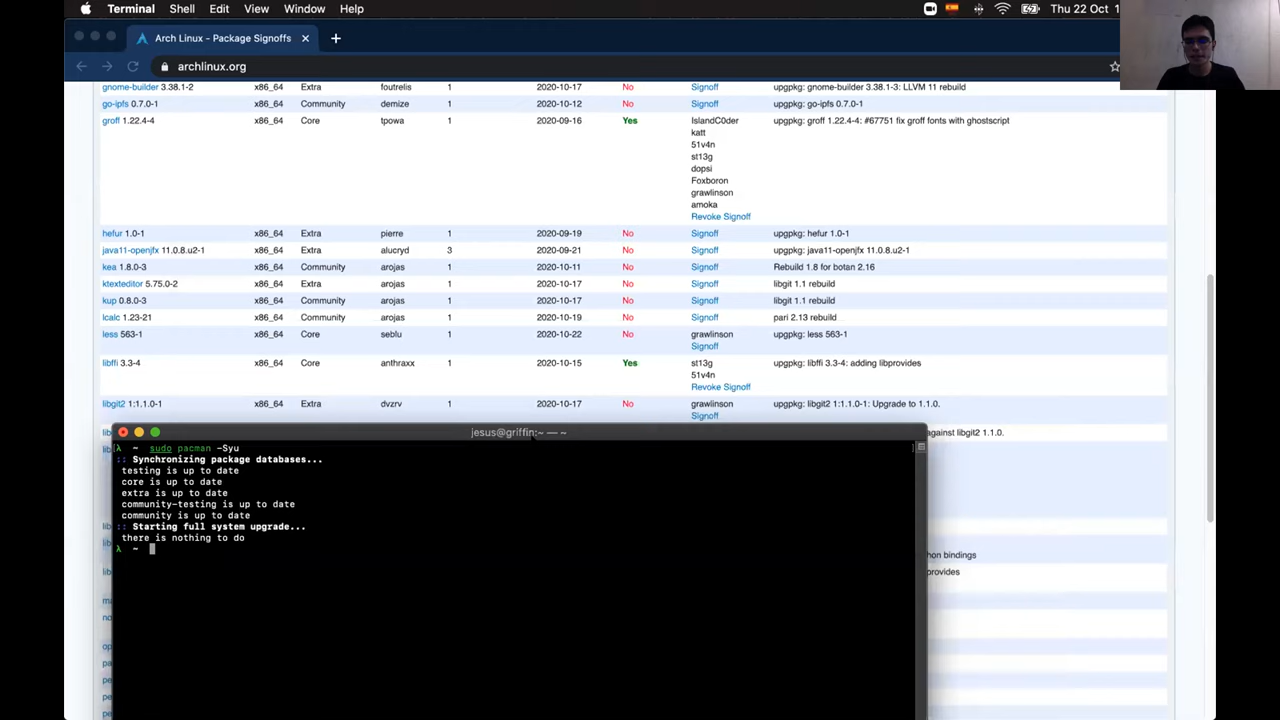 Terminal Shell Edit View Window Help Thu 22 Oct 1
Arch Linux - Package Signoffs
archlinux.org
gnome-builder 3.38.1-2 x86_64 Extra foutrelis 1 2020-10-17 No Signoff upgpkg: gnome-builder 3.38.1-3: LLVM 11 rebuild
go-ipfs 0.7.0-1 x86_64 Community demize 1 2020-10-12 No Signoff upgpkg: go-ipfs 0.7.0-1
groff 1.22.4-4 x86_64 Core tpowa 1 2020-09-16 Yes IslandC0der upgpkg: groff 1.22.4-4: #67751 fix groff fonts with ghostscript
katt
51v4n
st13g
dopsi
Foxboron
grawlinson
amoka
Revoke Signoff
hefur 1.0-1 x86_64 Extra pierre 1 2020-09-19 No Signoff upgpkg: hefur 1.0-1
java11-openjfx 11.0.8.u2-1 x86_64 Extra alucryd 3 2020-09-21 No Signoff upgpkg: java11-openjfx 11.0.8.u2-1
kea 1.8.0-3 x86_64 Community arojas 1 2020-10-11 No Signoff Rebuild 1.8 for botan 2.16
ktexteditor 5.75.0-2 x86_64 Extra arojas 1 2020-10-17 No Signoff libgit 1.1 rebuild
kup 0.8.0-3 x86_64 Community arojas 1 2020-10-17 No Signoff libgit 1.1 rebuild
lcalc 1.23-21 x86_64 Community arojas 1 2020-10-19 No Signoff pari 2.13 rebuild
less 563-1 x86_64 Core seblu 1 2020-10-22 No grawlinson upgpkg: less 563-1
Signoff
libffi 3.3-4 x86_64 Core anthraxx 1 2020-10-15 Yes st13g upgpkg: libffi 3.3-4: adding libprovides
51v4n
Revoke Signoff
libgit2 1:1.1.0-1 x86_64 Extra dvzrv 1 2020-10-17 No grawlinson upgpkg: libgit2 1:1.1.0-1: Upgrade to 1.1.0.
Signoff
against libgit2 1.1.0.
hon bindings
provides
jesus@griffin:~ — ~
λ ~ sudo pacman -Syu
:: Synchronizing package databases...
testing is up to date
core is up to date
extra is up to date
community-testing is up to date
community is up to date
:: Starting full system upgrade...
there is nothing to do
λ ~